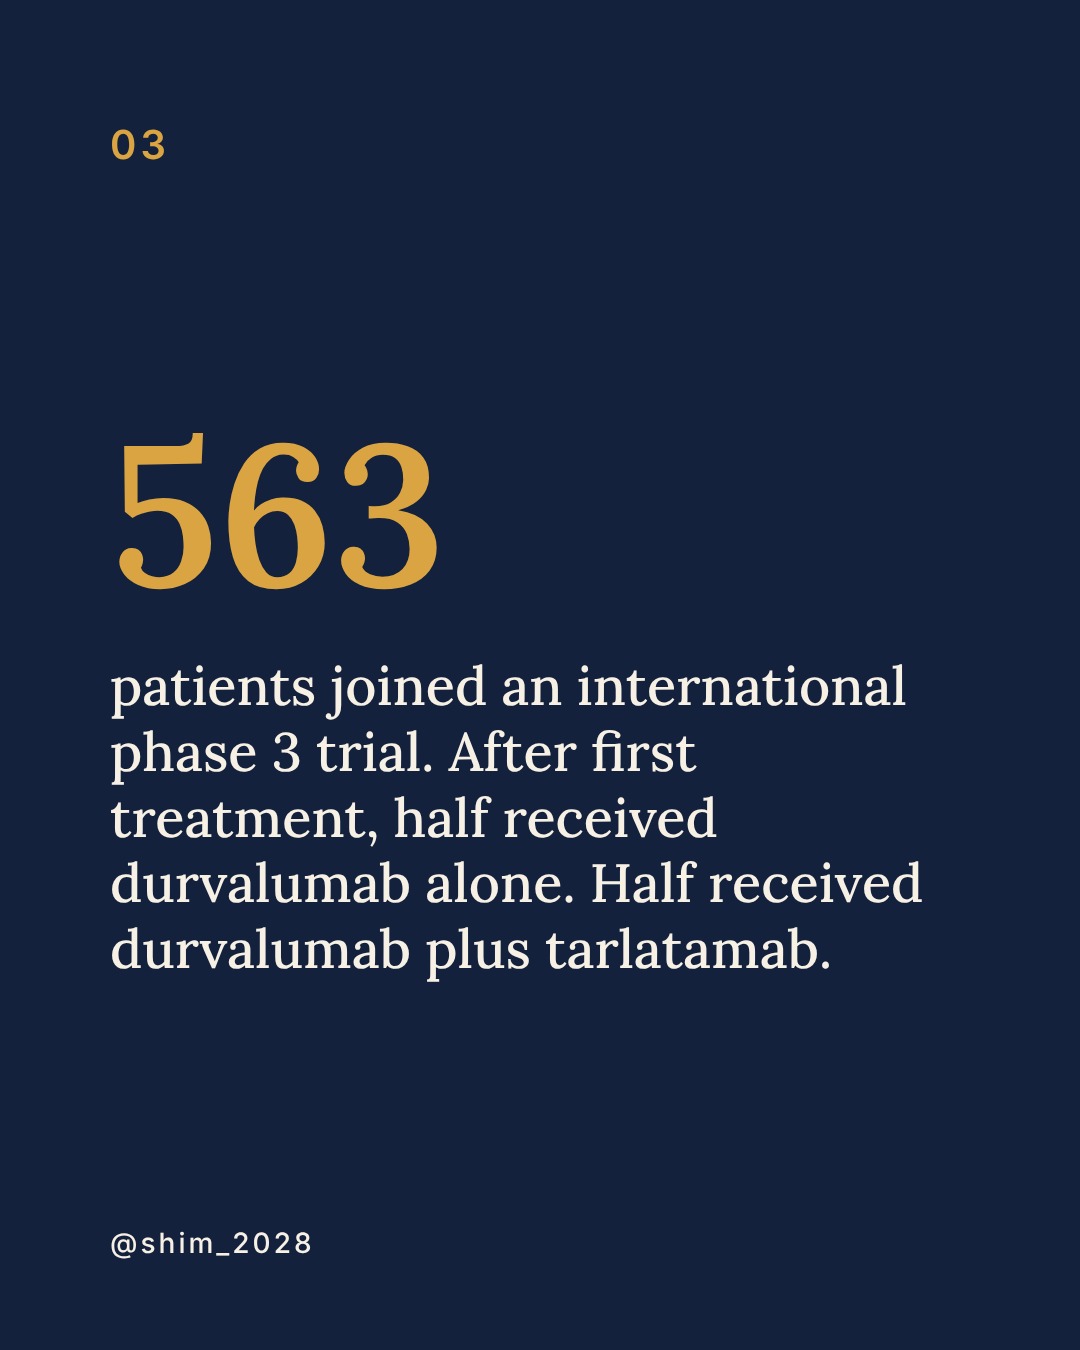 03
563
patients joined an international
phase 3 trial. After first
treatment, half received
durvalumab alone. Half received
durvalumab plus tarlatamab.
@shim_2028